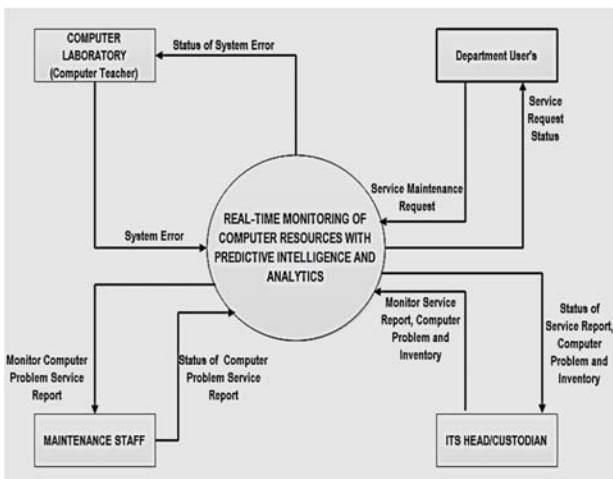 COMPUTER
LABORATORY
(Computer Teacher)
Status of System Error
Department User's
Service
Request
Status
Service Maintenance
Request
System Error
REAL-TIME MONITORING OF
COMPUTER RESOURCES WITH
PREDICTIVE INTELLIGENCE AND
ANALYTICS
Monitor Computer
Problem Service
Report
Status of Computer
Problem Service
Report
Monitor Service
Report, Computer
Problem and
Inventory
Status of
Service Report,
Computer
Problem and
Inventory
MAINTENANCE STAFF
ITS HEAD/CUSTODIAN